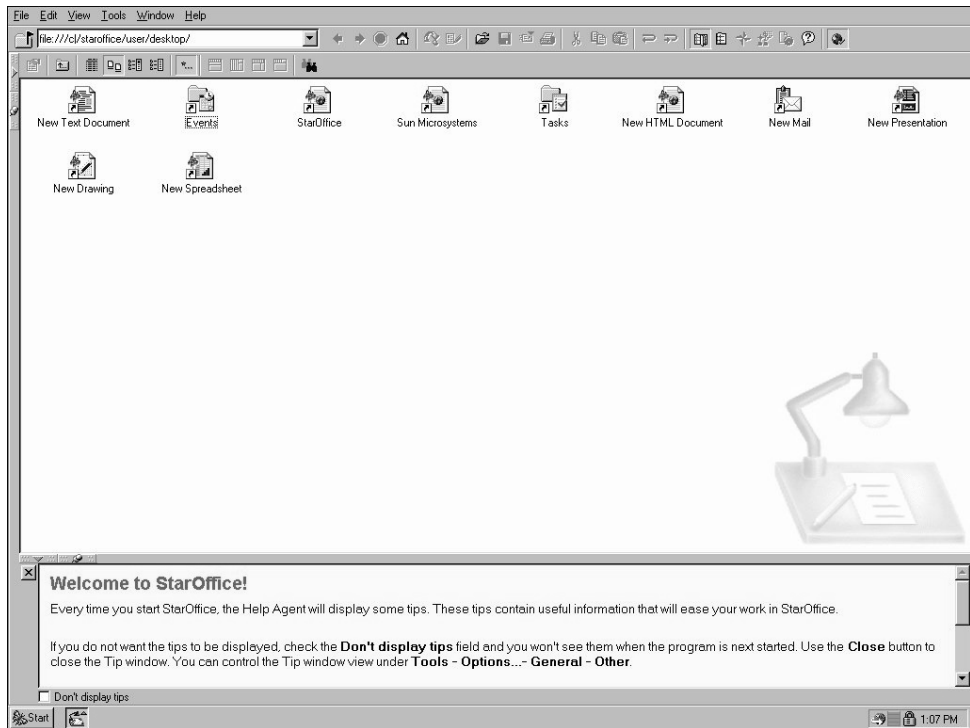 File Edit View Tools Window Help
file:///c|/staroffice/user/desktop/
New Text Document Events StarOffice Sun Microsystems Tasks New HTML Document New Mail New Presentation
New Drawing New Spreadsheet
Welcome to StarOffice!
Every time you start StarOffice, the Help Agent will display some tips. These tips contain useful information that will ease your work in StarOffice.
If you do not want the tips to be displayed, check the Don't display tips field and you won't see them when the program is next started. Use the Close button to
close the Tip window. You can control the Tip window view under Tools - Options...- General - Other.
Don't display tips
Start 1:07 PM